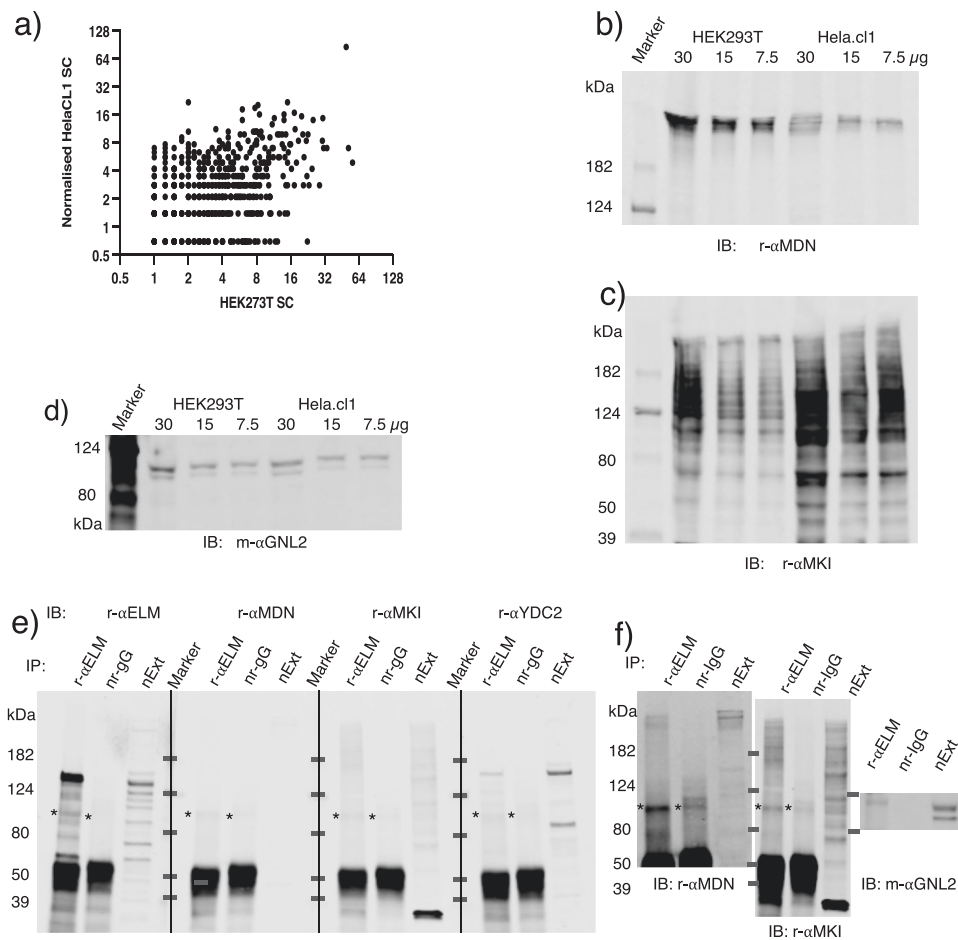 a)
128
64
32
16
8
4
2
1
0.5
Normalised HelaCL1 SC
0.5 1 2 4 8 16 32 64 128
HEK273T SC
b)
Marker
HEK293T Hela.cl1
30 15 7.5 30 15 7.5 µg
kDa
182
124
IB: r-αMDN
c)
kDa
182
124
80
50
39
IB: r-αMKI
d)
Marker
HEK293T Hela.cl1
30 15 7.5 30 15 7.5 µg
124
80
kDa
IB: m-αGNL2
e)
IB: r-αELM r-αMDN r-αMKI r-αYDC2
IP: r-αELM nr-gG nExt Marker r-αELM nr-gG nExt Marker r-αELM nr-gG nExt Marker r-αELM nr-gG nExt
kDa
182
124
* * * * * * * *
80
50
39
f)
IP: r-αELM nr-IgG nExt r-αELM nr-IgG nExt
r-αELM nr-IgG nExt
kDa
182
124
* * * *
80
50
39
IB: r-αMDN
IB: m-αGNL2
IB: r-αMKI